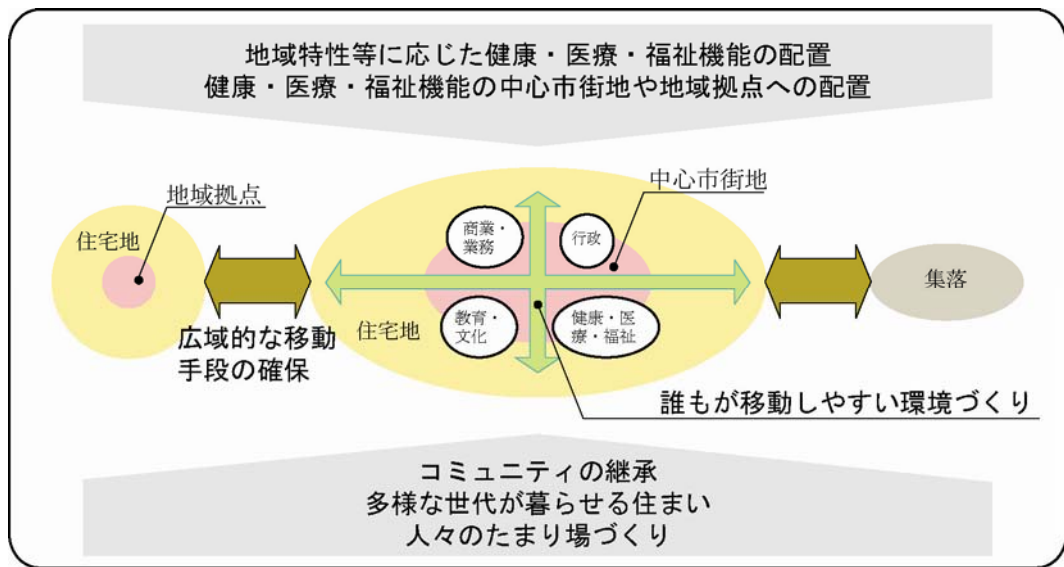 地域特性等に応じた健康・医療・福祉機能の配置
健康・医療・福祉機能の中心市街地や地域拠点への配置
地域拠点
中心市街地
住宅地
商業・
業務
行政
集落
教育・
文化
健康・医
療・福祉
住宅地
広域的な移動
手段の確保
誰もが移動しやすい環境づくり
コミュニティの継承
多様な世代が暮らせる住まい
人々のたまり場づくり